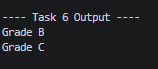 ---- Task 6 Output ----
Grade B
Grade C